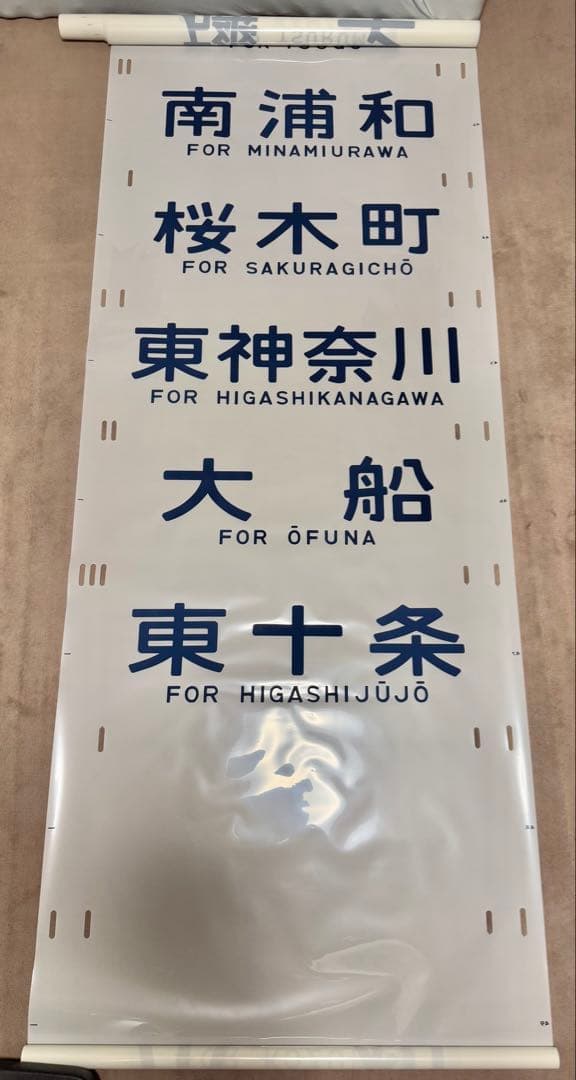 南浦和
FOR MINAMIURAWA
桜木町
FOR SAKURAGICHŌ
東神奈川
FOR HIGASHIKANAGAWA
大船
FOR ŌFUNA
東十条
FOR HIGASHIJŪJŌ